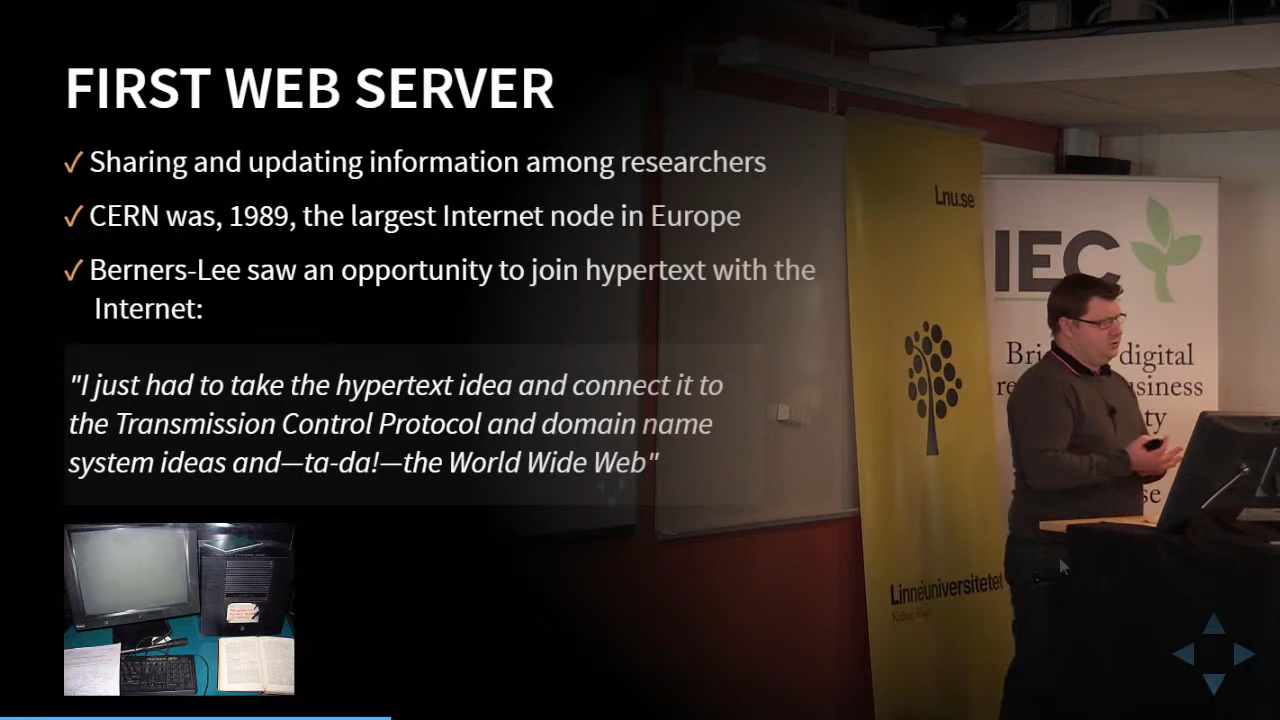 FIRST WEB SERVER
✓ Sharing and updating information among researchers
✓ CERN was, 1989, the largest Internet node in Europe
✓ Berners-Lee saw an opportunity to join hypertext with the
Internet:
"I just had to take the hypertext idea and connect it to
the Transmission Control Protocol and domain name
system ideas and—ta-da!—the World Wide Web"
Lnu.se
IEC
digital
Linnéuniversitetet